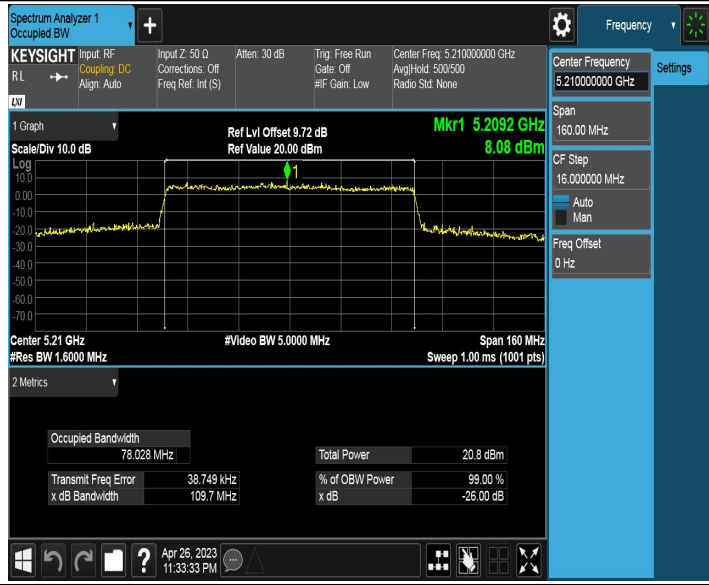 Spectrum Analyzer 1
Occupied BW
Frequency
KEYSIGHT
RL
LXI
Input: RF
Coupling: DC
Align: Auto
Input Z: 50 Ω
Corrections: Off
Freq Ref: Int (S)
Atten: 30 dB
Trig: Free Run
Gate: Off
#IF Gain: Low
Center Freq: 5.210000000 GHz
Avg|Hold: 500/500
Radio Std: None
Center Frequency
5.210000000 GHz
Settings
Span
160.00 MHz
CF Step
16.000000 MHz
Auto
Man
Freq Offset
0 Hz
1 Graph
Scale/Div 10.0 dB
Ref Lvl Offset 9.72 dB
Ref Value 20.00 dBm
Mkr1 5.2092 GHz
8.08 dBm
Log
10.0
0.00
-10.0
-20.0
-30.0
-40.0
-50.0
-60.0
-70.0
1
Center 5.21 GHz
#Video BW 5.0000 MHz
Span 160 MHz
#Res BW 1.6000 MHz
Sweep 1.00 ms (1001 pts)
2 Metrics
Occupied Bandwidth
78.028 MHz
Total Power 20.8 dBm
Transmit Freq Error 38.749 kHz
% of OBW Power 99.00 %
x dB Bandwidth 109.7 MHz
x dB -26.00 dB
?
Apr 26, 2023
11:33:33 PM